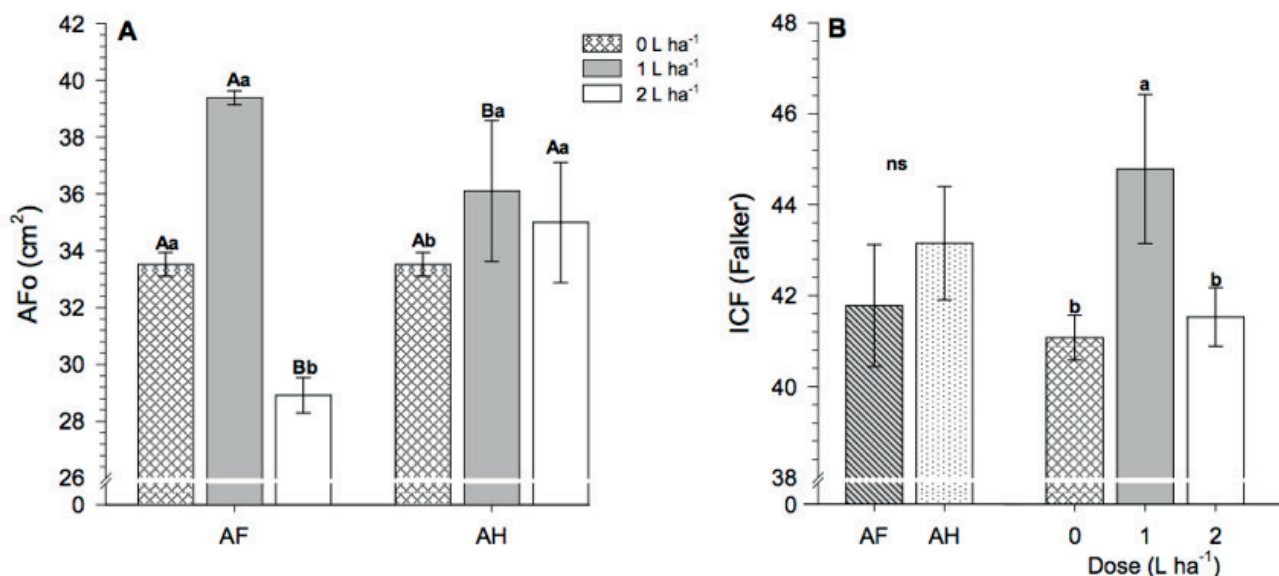 A
AFo (cm²)
42
40
38
36
34
32
30
28
26
0
0 L ha⁻¹
1 L ha⁻¹
2 L ha⁻¹
Aa
Aa
Bb
Ab
Ba
Aa
AF
AH
B
ICF (Falker)
48
46
44
42
40
38
0
ns
b
a
b
AF
AH
0
1
2
Dose (L ha⁻¹)